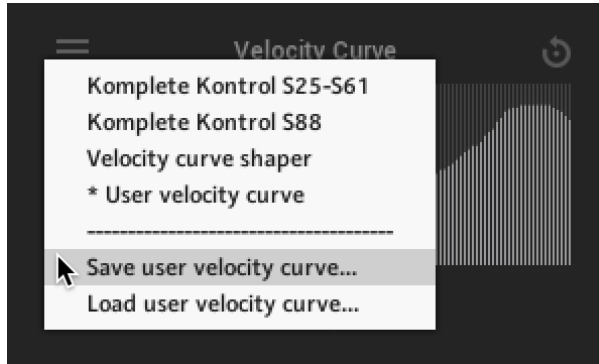 Velocity Curve
Komplete Kontrol S25-S61
Komplete Kontrol S88
Velocity curve shaper
* User velocity curve
--------------------------------------
Save user velocity curve...
Load user velocity curve...